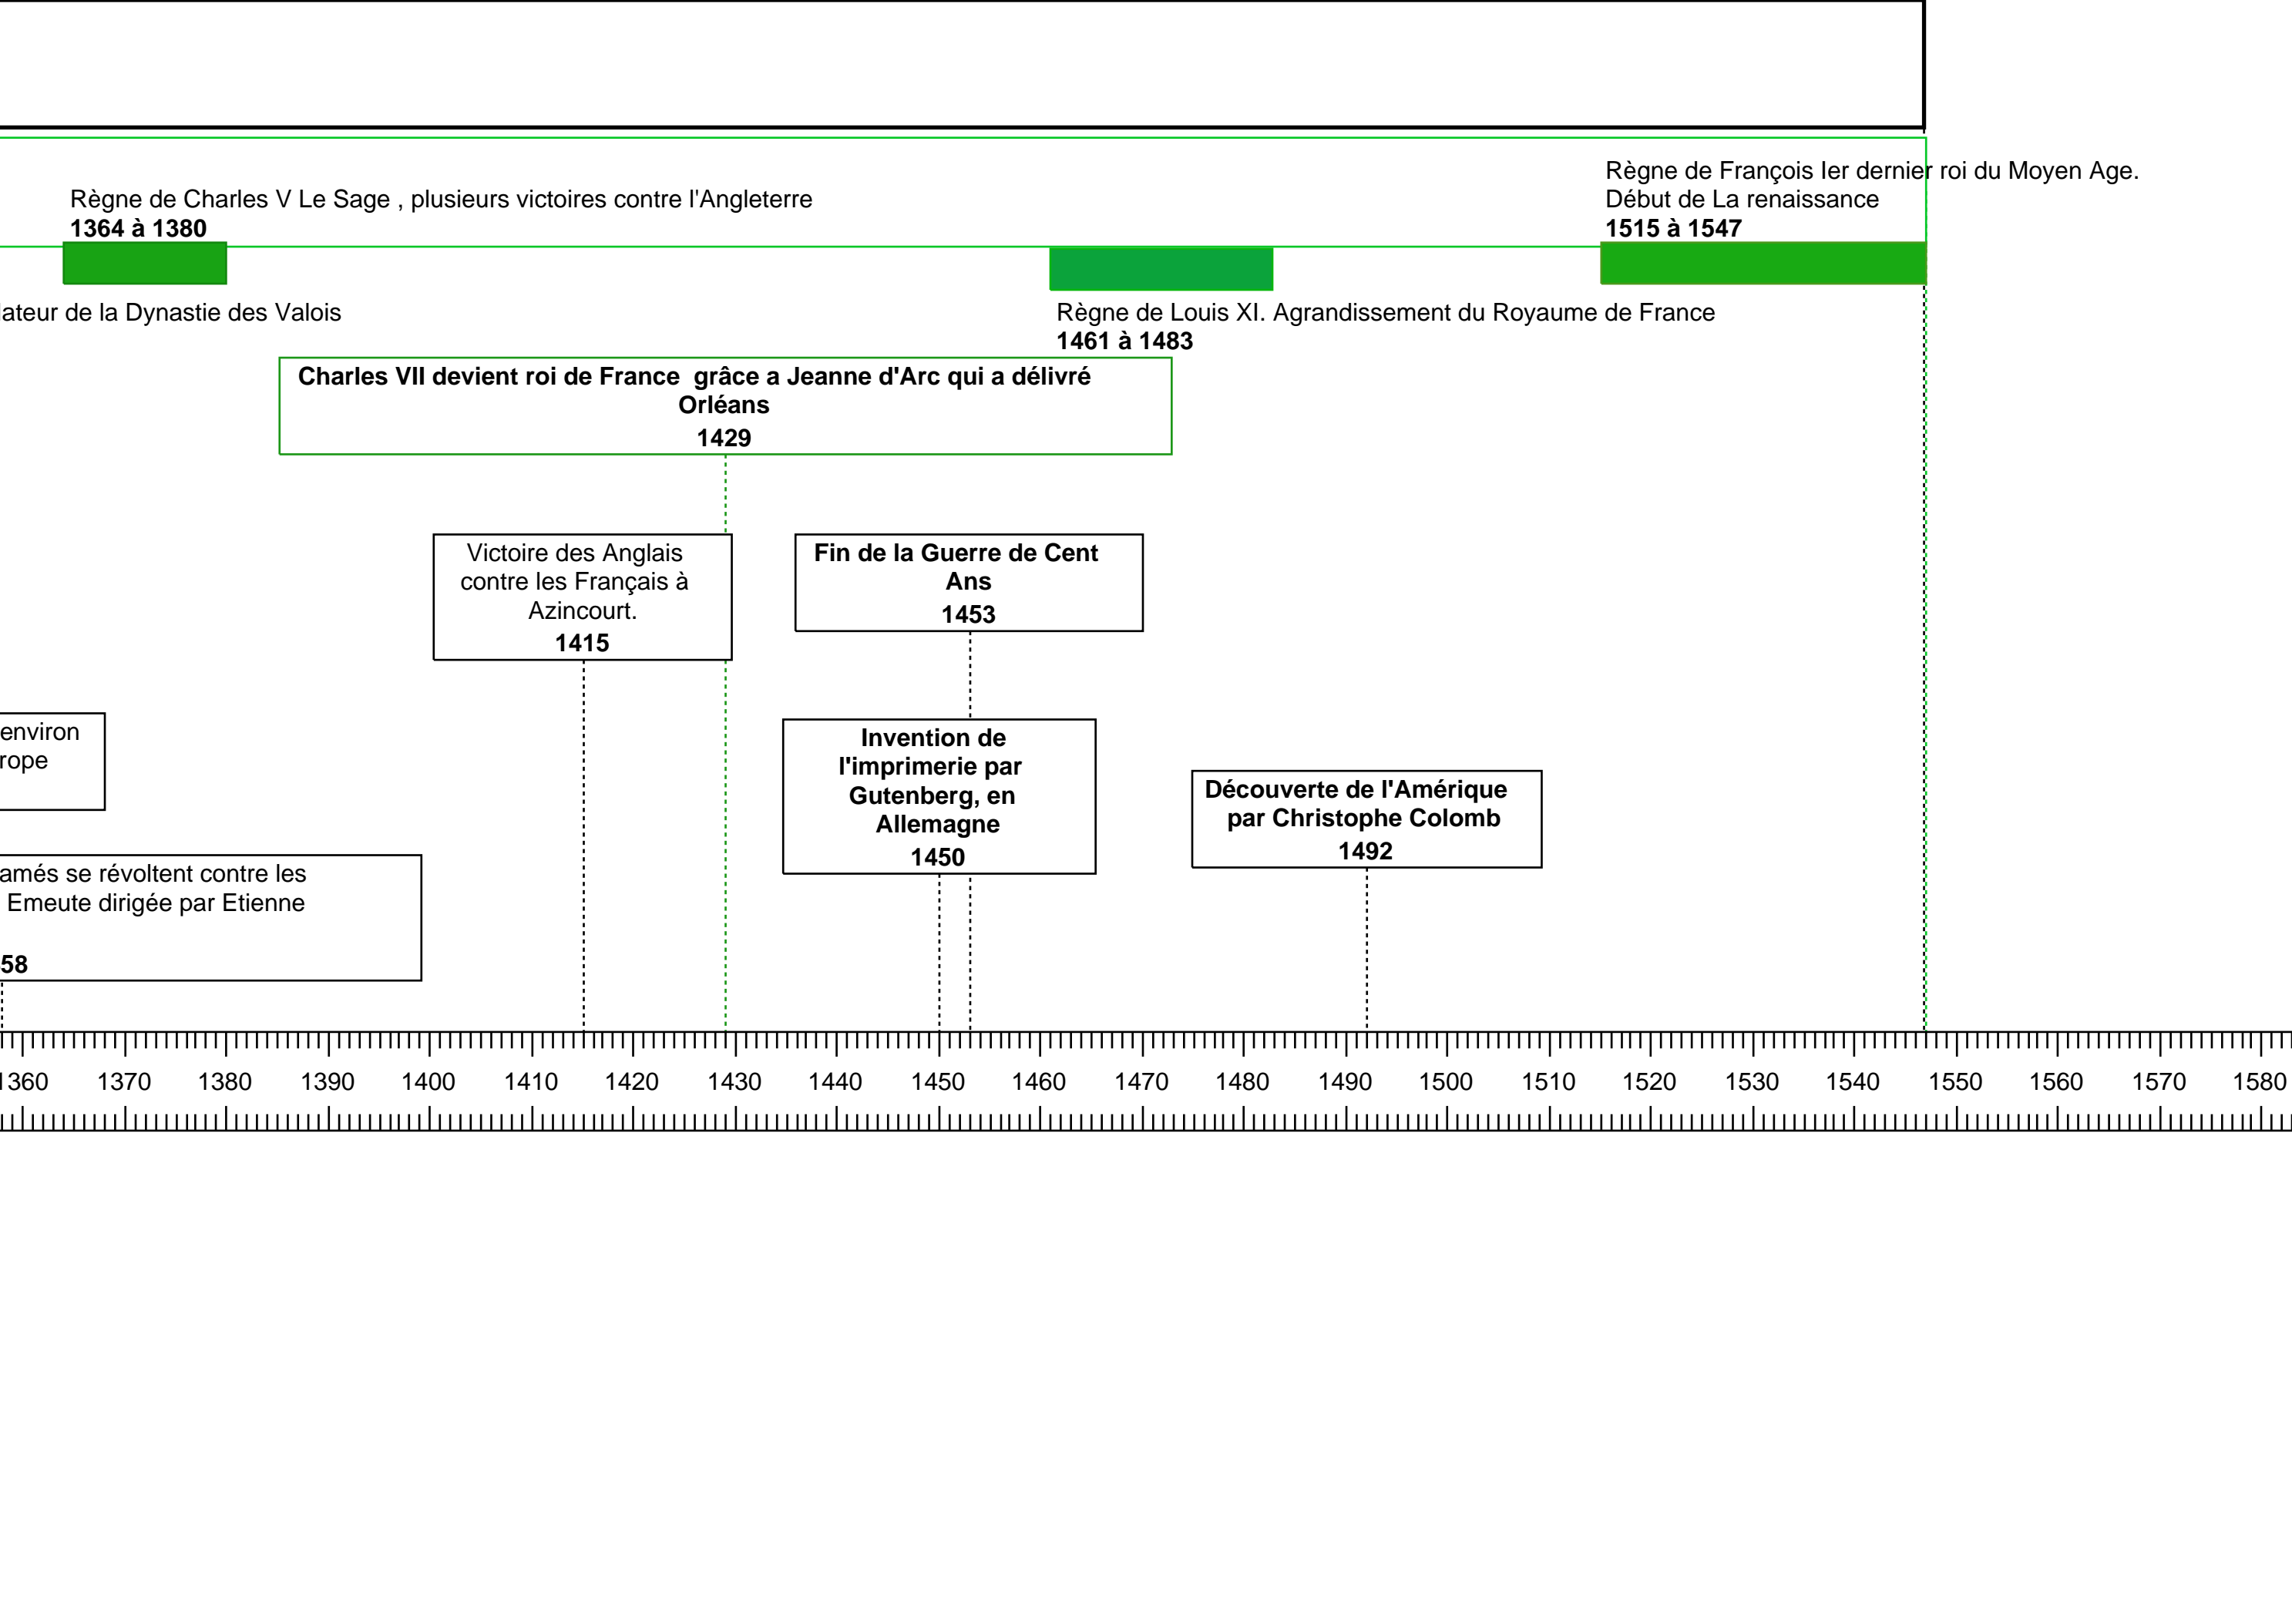 Règne de François Ier dernier roi du Moyen Age.
Début de La renaissance
1515 à 1547
Règne de Charles V Le Sage , plusieurs victoires contre l'Angleterre
1364 à 1380
de la Dynastie des Valois
Règne de Louis XI. Agrandissement du Royaume de France
1461 à 1483
Charles VII devient roi de France  grâce a Jeanne d'Arc qui a délivré
Orléans
1429
Victoire des Anglais
contre les Français à
Azincourt.
1415
Fin de la Guerre de Cent
Ans
1453
environ
rope
Invention de
l'imprimerie par
Gutenberg, en
Allemagne
1450
Découverte de l'Amérique
par Christophe Colomb
1492
amés se révoltent contre les
Emeute dirigée par Etienne
58
1360 1370 1380 1390 1400 1410 1420 1430 1440 1450 1460 1470 1480 1490 1500 1510 1520 1530 1540 1550 1560 1570 1580